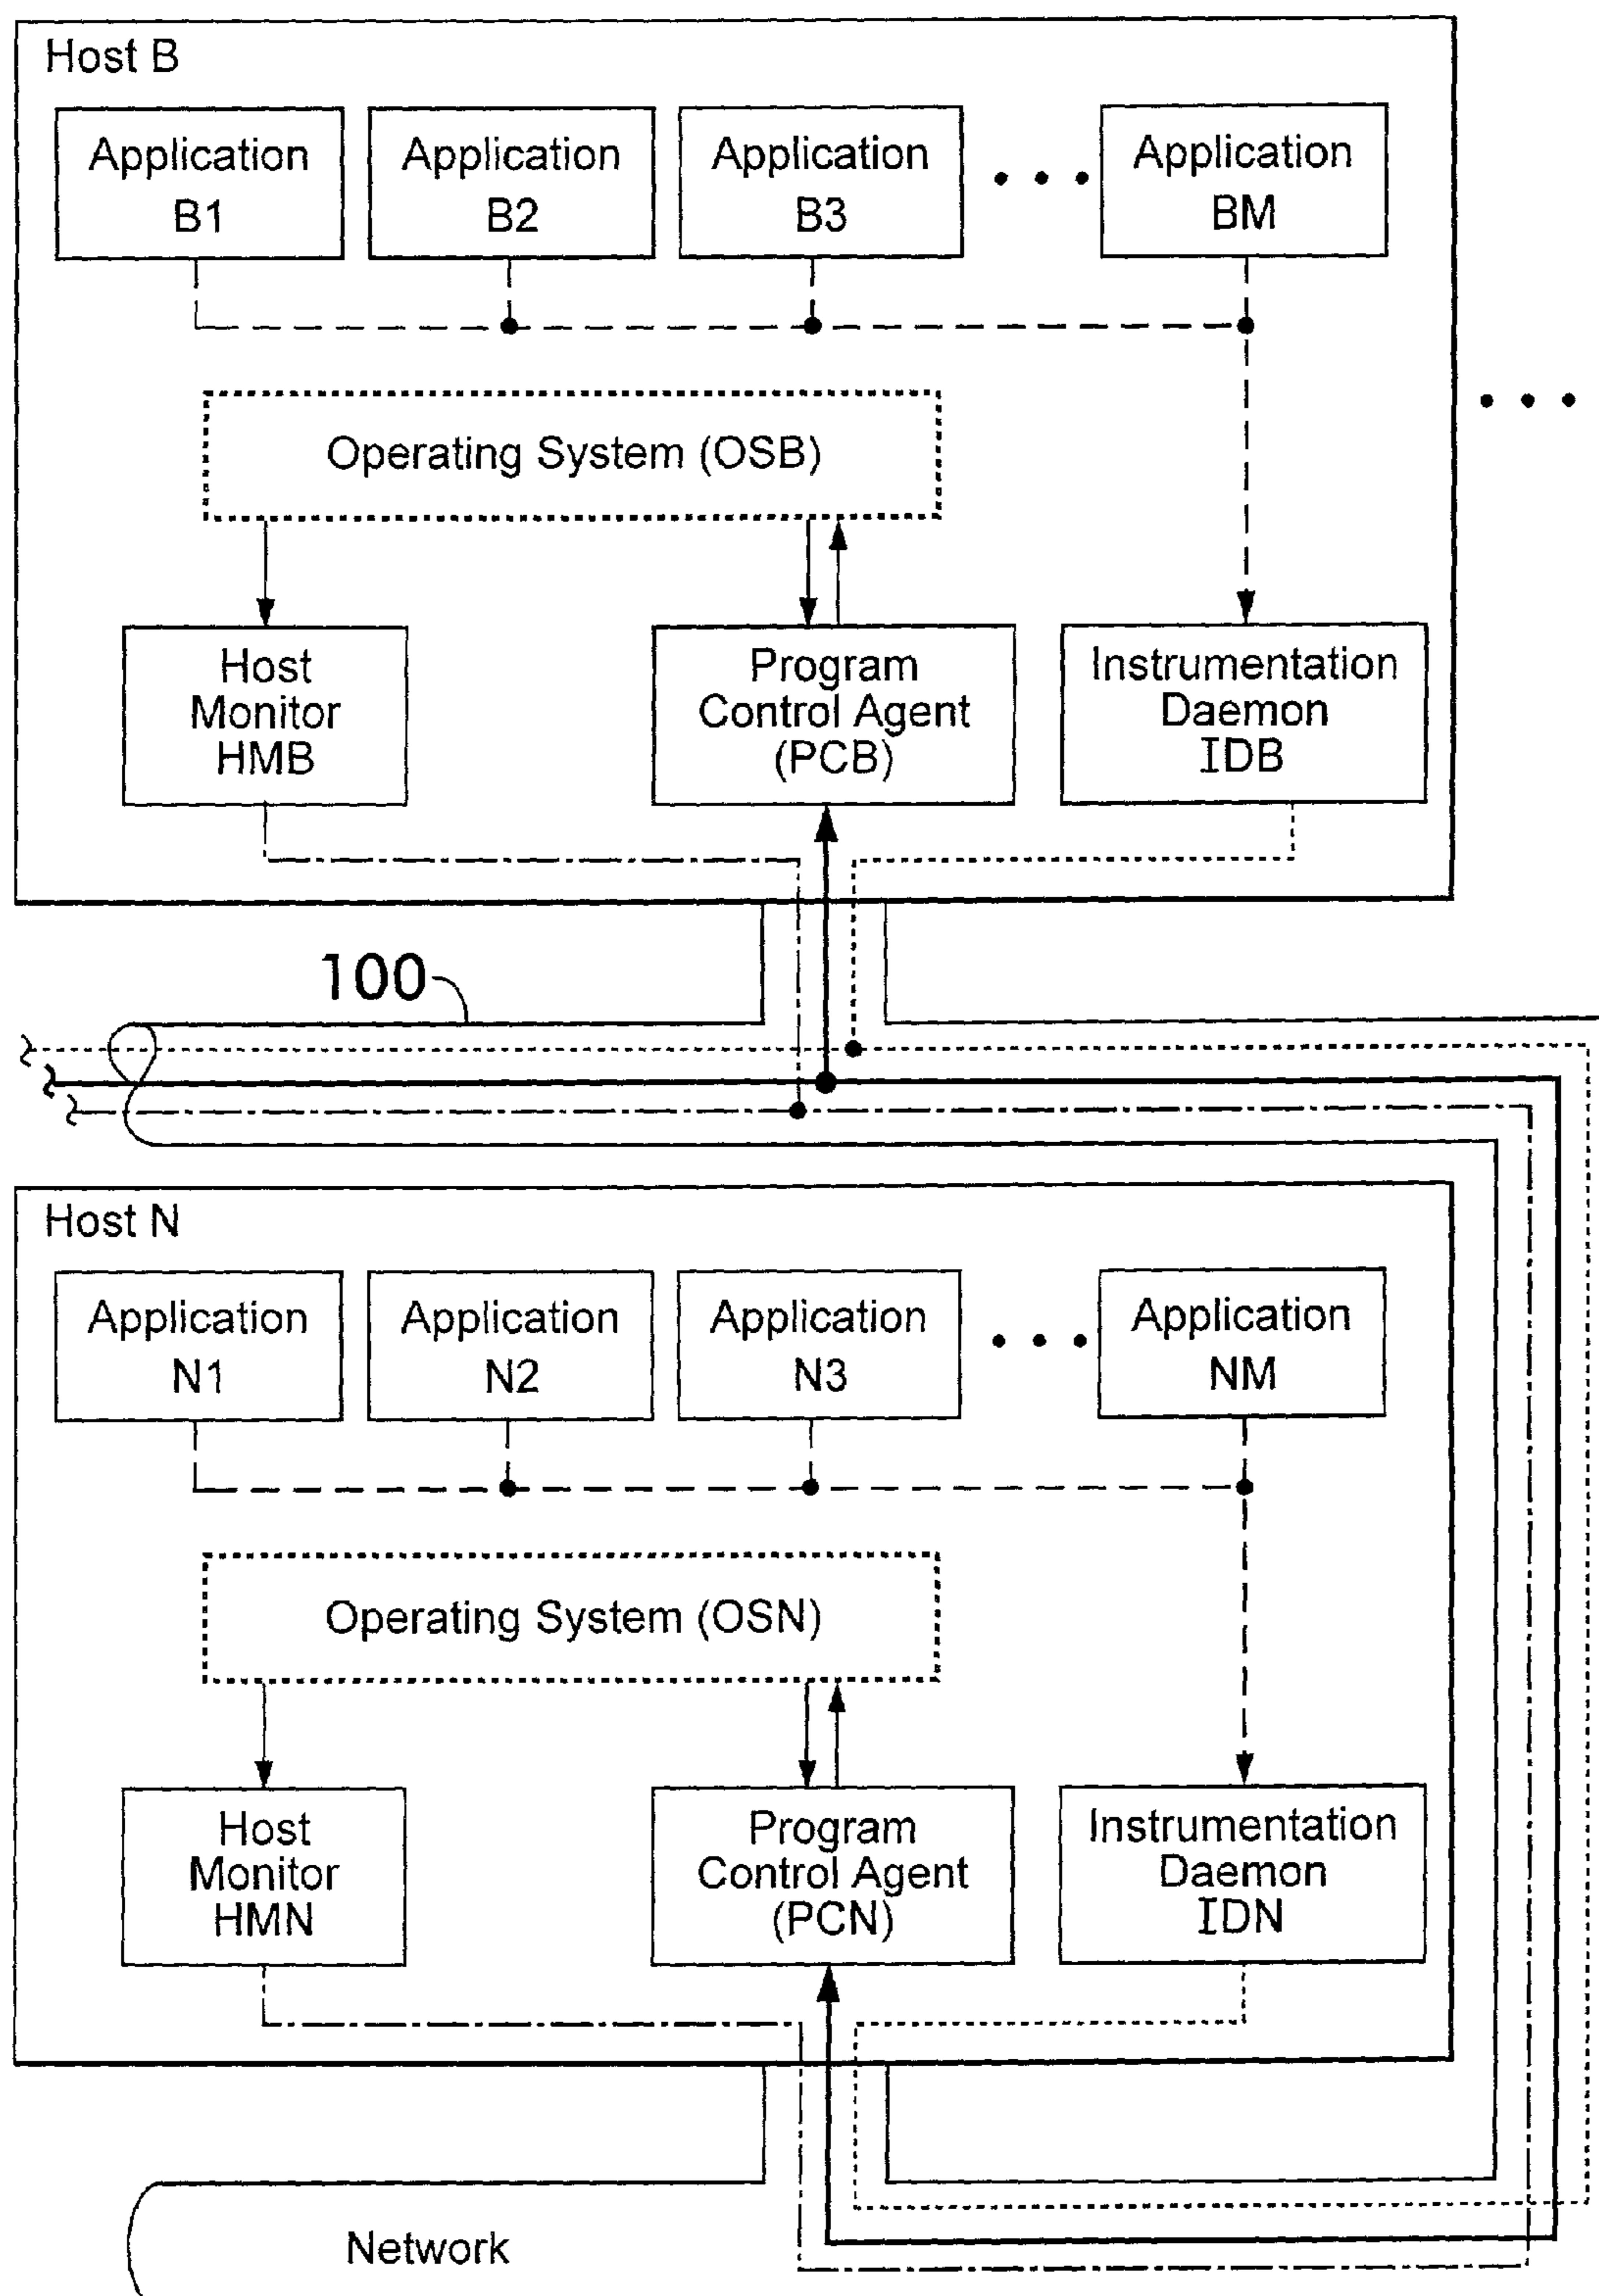 Host B
Application
B1
Application
B2
Application
B3
Application
BM
Operating System (OSB)
Host
Monitor
HMB
Program
Control Agent
(PCB)
Instrumentation
Daemon
IDB
100
Host N
Application
N1
Application
N2
Application
N3
Application
NM
Operating System (OSN)
Host
Monitor
HMN
Program
Control Agent
(PCN)
Instrumentation
Daemon
IDN
Network